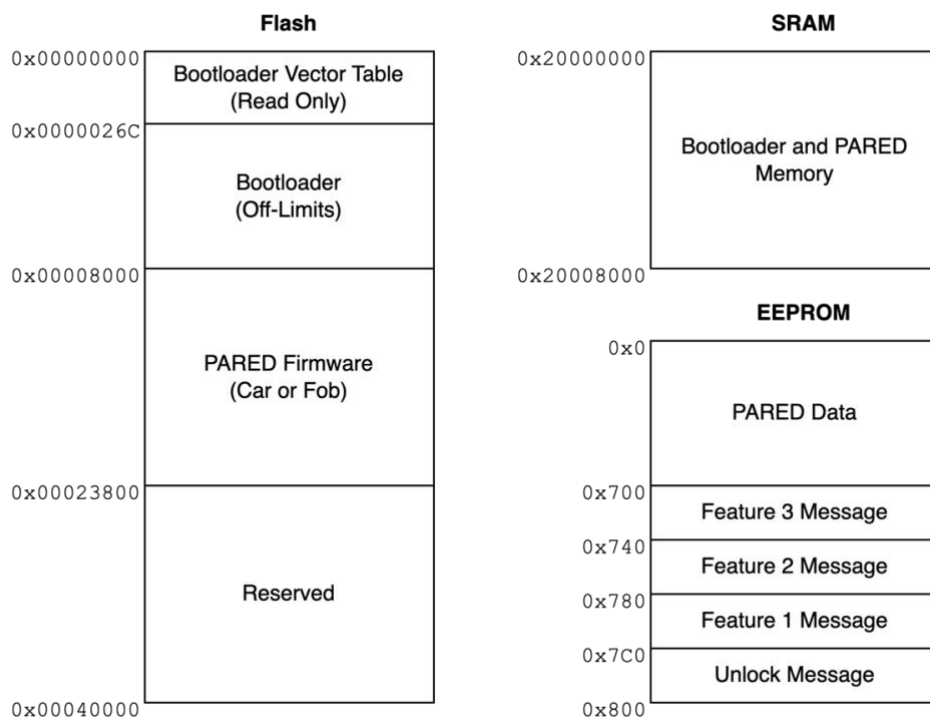 Flash
0x00000000
Bootloader Vector Table
(Read Only)
0x0000026C
Bootloader
(Off-Limits)
0x00008000
PARED Firmware
(Car or Fob)
0x00023800
Reserved
0x00040000
SRAM
0x20000000
Bootloader and PARED
Memory
0x20008000
EEPROM
0x0
PARED Data
0x700
Feature 3 Message
0x740
Feature 2 Message
0x780
Feature 1 Message
0x7C0
Unlock Message
0x800